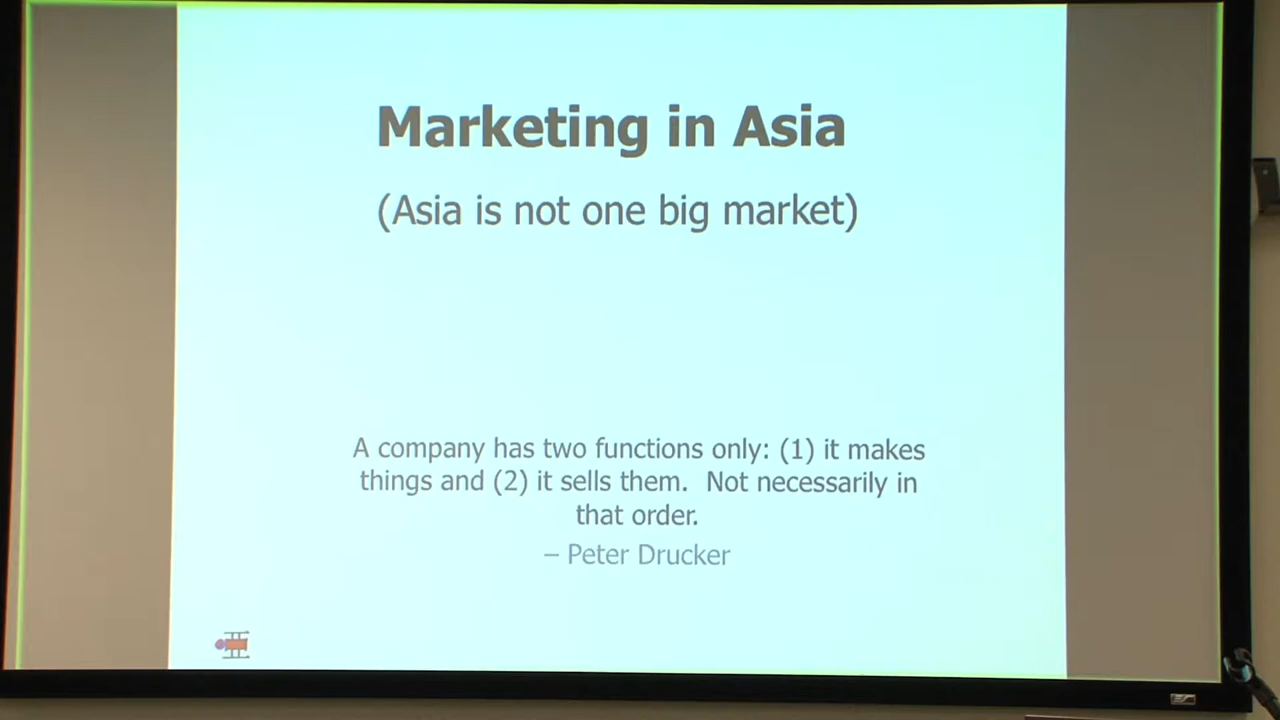 Marketing in Asia
(Asia is not one big market)
A company has two functions only: (1) it makes
things and (2) it sells them.  Not necessarily in
that order.
– Peter Drucker